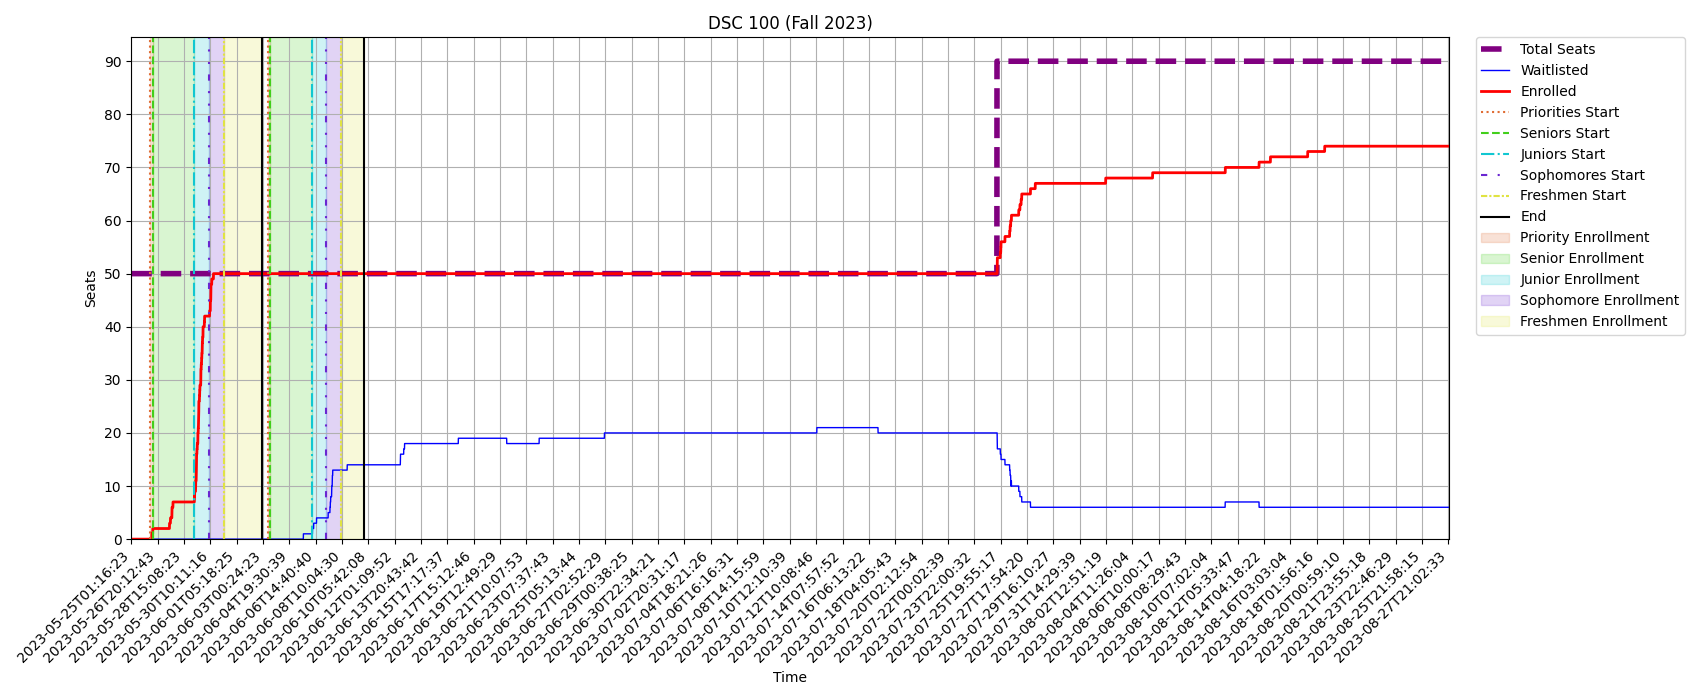 DSC 100 (Fall 2023)
Seats
90
80
70
60
50
40
30
20
10
0
2023-05-25T01:16:23
2023-05-26T20:12:43
2023-05-28T15:08:23
2023-05-30T10:11:16
2023-06-01T05:18:25
2023-06-03T00:24:23
2023-06-04T19:30:39
2023-06-06T14:40:40
2023-06-08T10:04:30
2023-06-10T05:42:08
2023-06-12T01:09:52
2023-06-13T20:43:42
2023-06-15T17:17:37
2023-06-17T15:12:46
2023-06-19T12:49:29
2023-06-21T10:07:53
2023-06-23T07:37:43
2023-06-25T05:13:44
2023-06-27T02:52:29
2023-06-29T00:38:25
2023-06-30T22:34:21
2023-07-02T20:31:17
2023-07-04T18:21:26
2023-07-06T16:16:31
2023-07-08T14:15:59
2023-07-10T12:10:39
2023-07-12T10:08:46
2023-07-14T07:57:52
2023-07-16T06:13:22
2023-07-18T04:05:43
2023-07-20T02:12:54
2023-07-22T00:02:39
2023-07-23T22:00:32
2023-07-25T19:55:17
2023-07-27T17:54:20
2023-07-29T16:10:27
2023-07-31T14:29:39
2023-08-02T12:51:19
2023-08-04T11:26:04
2023-08-06T10:00:17
2023-08-08T08:29:43
2023-08-10T07:02:04
2023-08-12T05:33:47
2023-08-14T04:18:22
2023-08-16T03:03:04
2023-08-18T01:56:16
2023-08-20T00:59:10
2023-08-21T23:55:18
2023-08-23T22:46:29
2023-08-25T21:58:15
2023-08-27T21:02:33
Time
Total Seats
Waitlisted
Enrolled
Priorities Start
Seniors Start
Juniors Start
Sophomores Start
Freshmen Start
End
Priority Enrollment
Senior Enrollment
Junior Enrollment
Sophomore Enrollment
Freshmen Enrollment